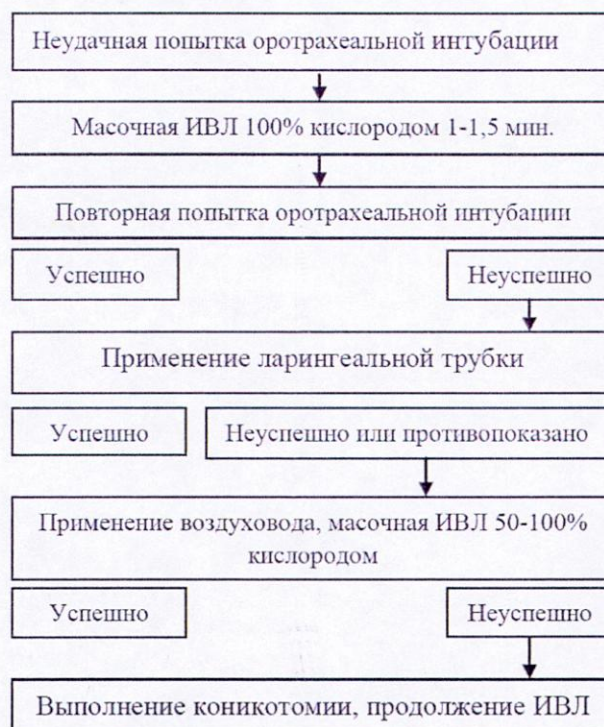 Неудачная попытка оротрахеальной интубации
Масочная ИВЛ 100% кислородом 1-1,5 мин.
Повторная попытка оротрахеальной интубации
Успешно
Неуспешно
Применение ларингеальной трубки
Успешно
Неуспешно или противопоказано
Применение воздуховода, масочная ИВЛ 50-100%
кислородом
Успешно
Неуспешно
Выполнение коникотомии, продолжение ИВЛ